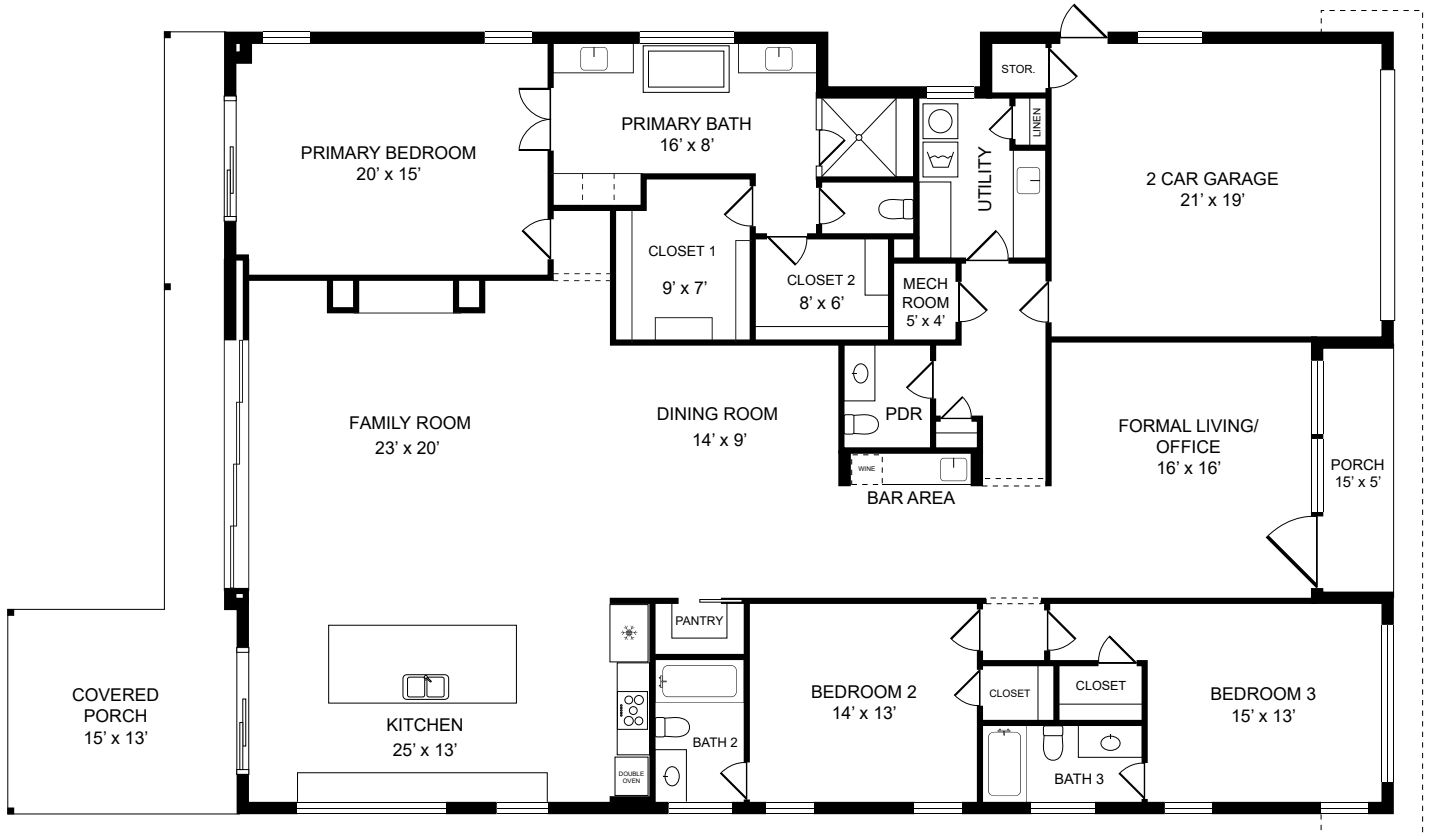 STOR.
LINEN
PRIMARY BATH
16’ x 8’
PRIMARY BEDROOM
20’ x 15’
UTILITY
2 CAR GARAGE
21’ x 19’
CLOSET 1
9’ x 7’
CLOSET 2
8’ x 6’
MECH
ROOM
5’ x 4’
FAMILY ROOM
23’ x 20’
DINING ROOM
14’ x 9’
PDR
FORMAL LIVING/
OFFICE
16’ x 16’
PORCH
15’ x 5’
WINE
BAR AREA
PANTRY
COVERED
PORCH
15’ x 13’
KITCHEN
25’ x 13’
DOUBLE
OVEN
BATH 2
BEDROOM 2
14’ x 13’
CLOSET
CLOSET
BEDROOM 3
15’ x 13’
BATH 3